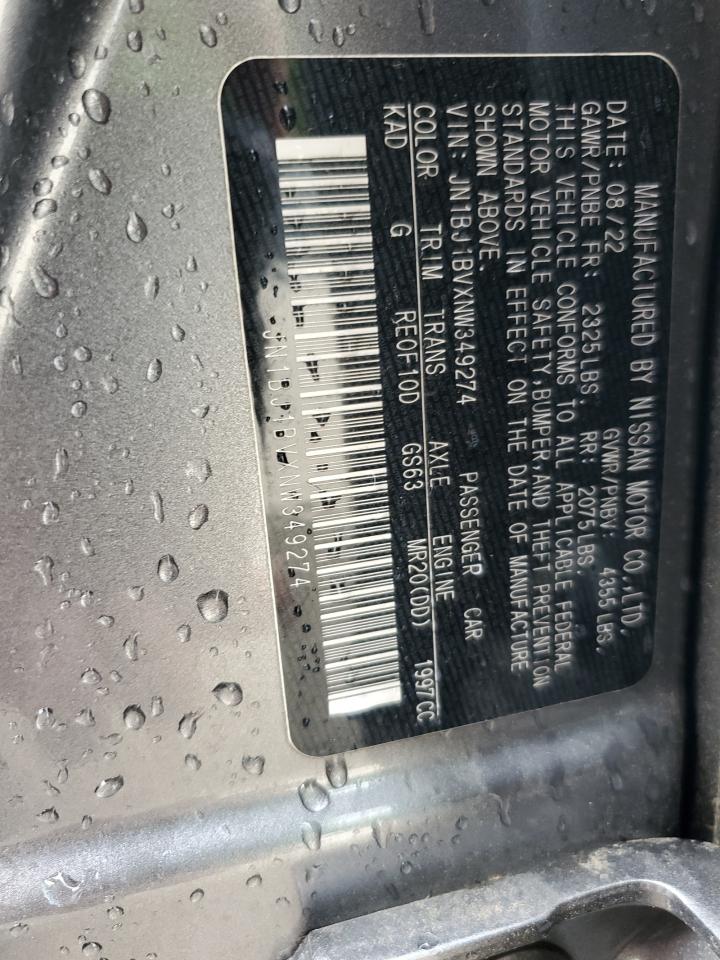 MANUFACTURED BY NISSAN MOTOR CO.,LTD.
DATE: 08/22 GVWR/PNBV: 4355 LBS,
GAWR/PNBE FR: 2325LBS, RR: 2075LBS,
THIS VEHICLE CONFORMS TO ALL APPLICABLE FEDERAL
MOTOR VEHICLE SAFETY,BUMPER,AND THEFT PREVENTION
STANDARDS IN EFFECT ON THE DATE OF MANUFACTURE
SHOWN ABOVE.
VIN: JN1BJ1BVXNW349274 PASSENGER CAR
COLOR TRIM TRANS AXLE ENGINE
KAD G RE0F10D GS63 MR20(DD) 1997CC
JN1BJ1BVXNW349274